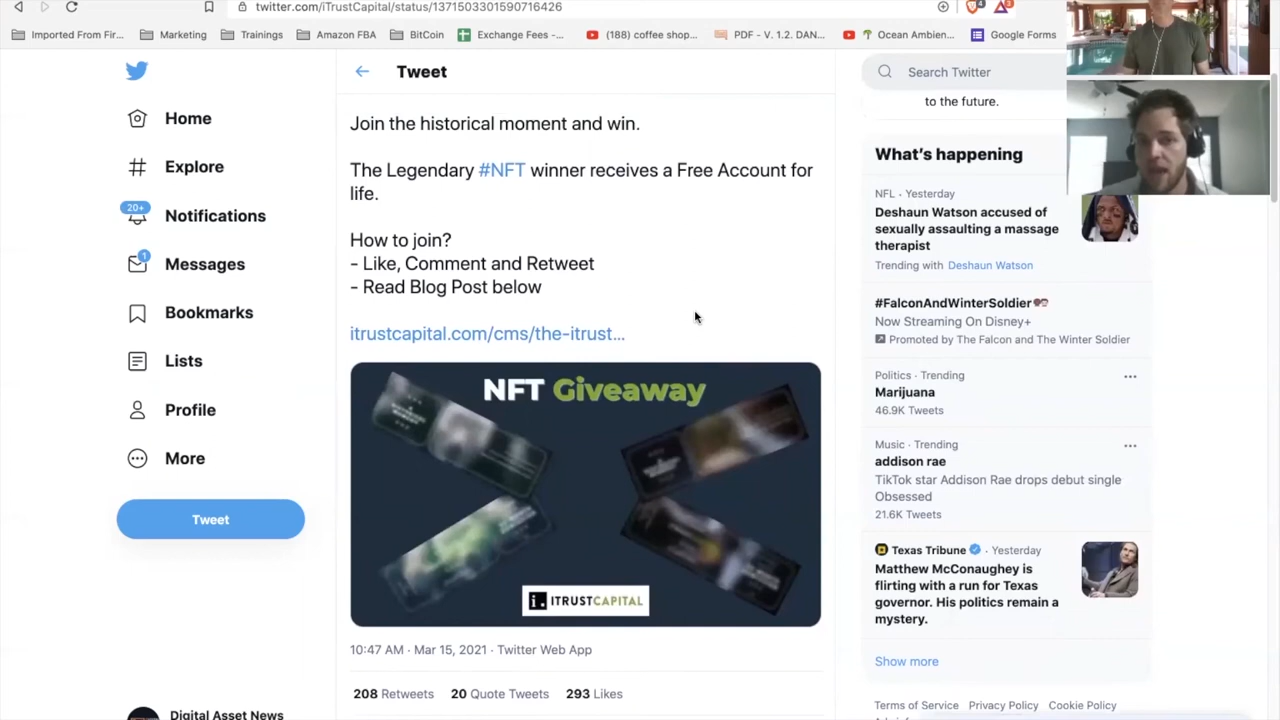 twitter.com/iTrustCapital/status/1371503301590716426
4
3
Imported From Fir...
Marketing
Trainings
Amazon FBA
BitCoin
Exchange Fees -...
(188) coffee shop...
PDF - V. 1.2. DAN...
Ocean Ambien...
Google Forms
Home
Explore
20+
Notifications
1
Messages
Bookmarks
Lists
Profile
More
Tweet
Digital Asset News
Tweet
Join the historical moment and win.
The Legendary #NFT winner receives a Free Account for
life.
How to join?
- Like, Comment and Retweet
- Read Blog Post below
itrustcapital.com/cms/the-itrust...
NFT Giveaway
i. ITRUSTCAPITAL
10:47 AM · Mar 15, 2021 · Twitter Web App
208 Retweets 20 Quote Tweets 293 Likes
Search Twitter
to the future.
What's happening
NFL · Yesterday
Deshaun Watson accused of
sexually assaulting a massage
therapist
Trending with Deshaun Watson
#FalconAndWinterSoldier
Now Streaming On Disney+
Promoted by The Falcon and The Winter Soldier
Politics · Trending
Marijuana
46.9K Tweets
Music · Trending
addison rae
TikTok star Addison Rae drops debut single
Obsessed
21.6K Tweets
Texas Tribune · Yesterday
Matthew McConaughey is
flirting with a run for Texas
governor. His politics remain a
mystery.
Show more
Terms of Service Privacy Policy Cookie Policy